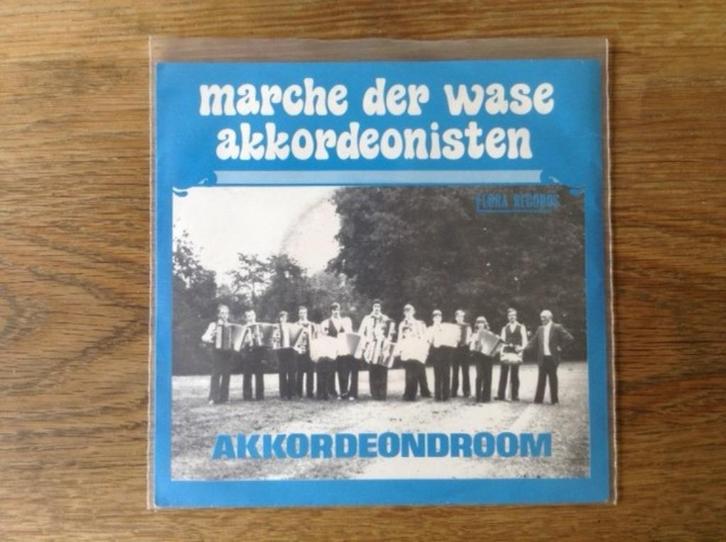 marche der wase
akkordeonisten
FLORA RECORDS
AKKORDEONDROOM